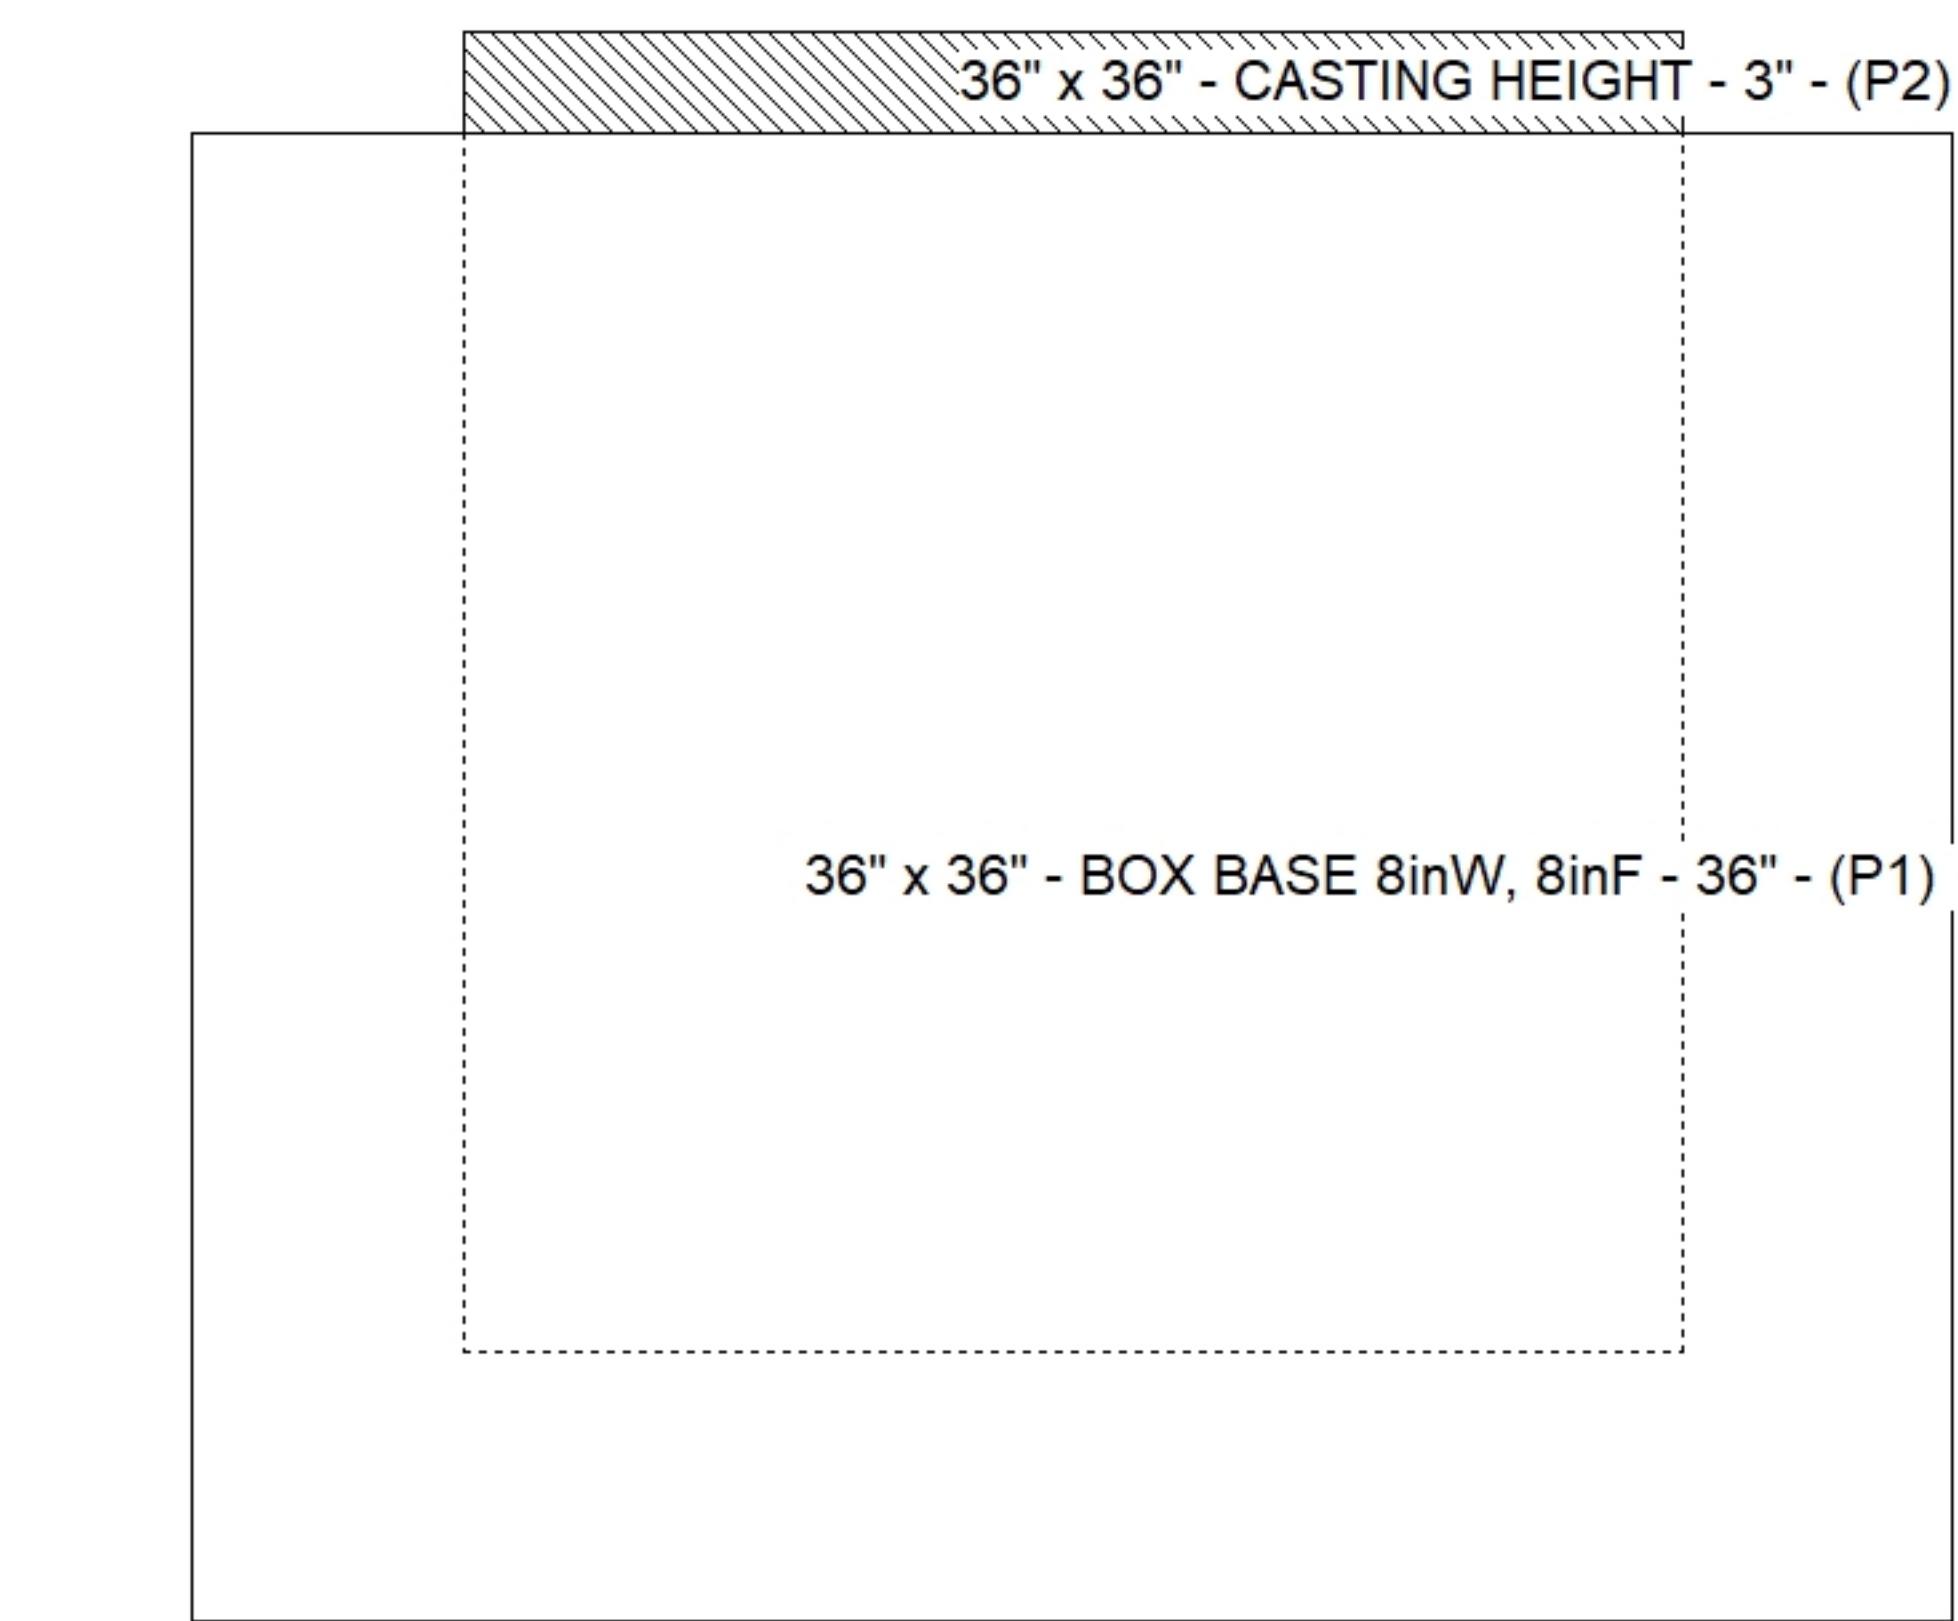 36" x 36" - CASTING HEIGHT - 3" - (P2)
36" x 36" - BOX BASE 8inW, 8inF - 36" - (P1)